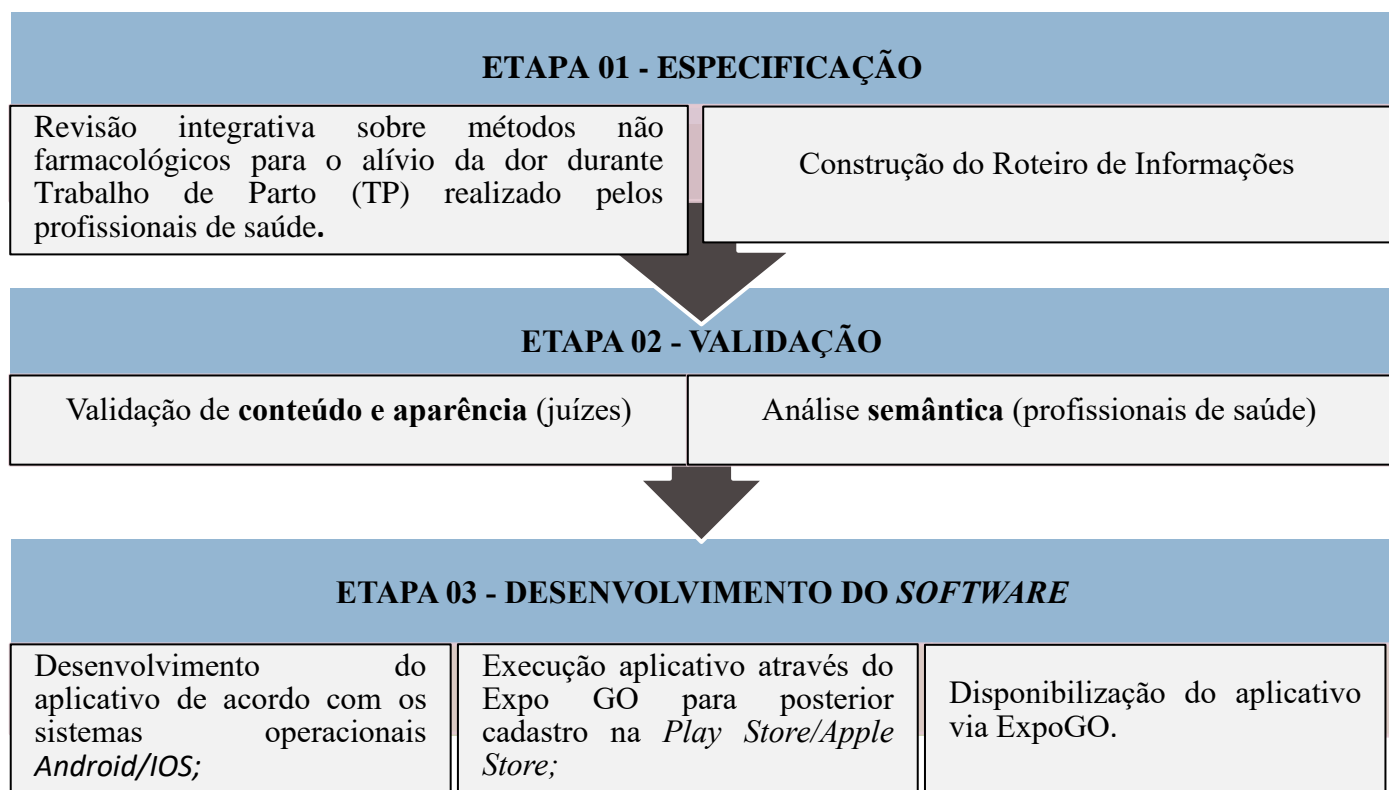 ETAPA 01 - ESPECIFICAÇÃO
Revisão integrativa sobre métodos não
farmacológicos para o alívio da dor durante
Trabalho de Parto (TP) realizado pelos
profissionais de saúde.
Construção do Roteiro de Informações
ETAPA 02 - VALIDAÇÃO
Validação de conteúdo e aparência (juízes)
Análise semântica (profissionais de saúde)
ETAPA 03 - DESENVOLVIMENTO DO SOFTWARE
Desenvolvimento do
aplicativo de acordo com os
sistemas operacionais
Android/IOS;
Execução aplicativo através do
Expo GO para posterior
cadastro na Play Store/Apple
Store;
Disponibilização do aplicativo
via ExpoGO.